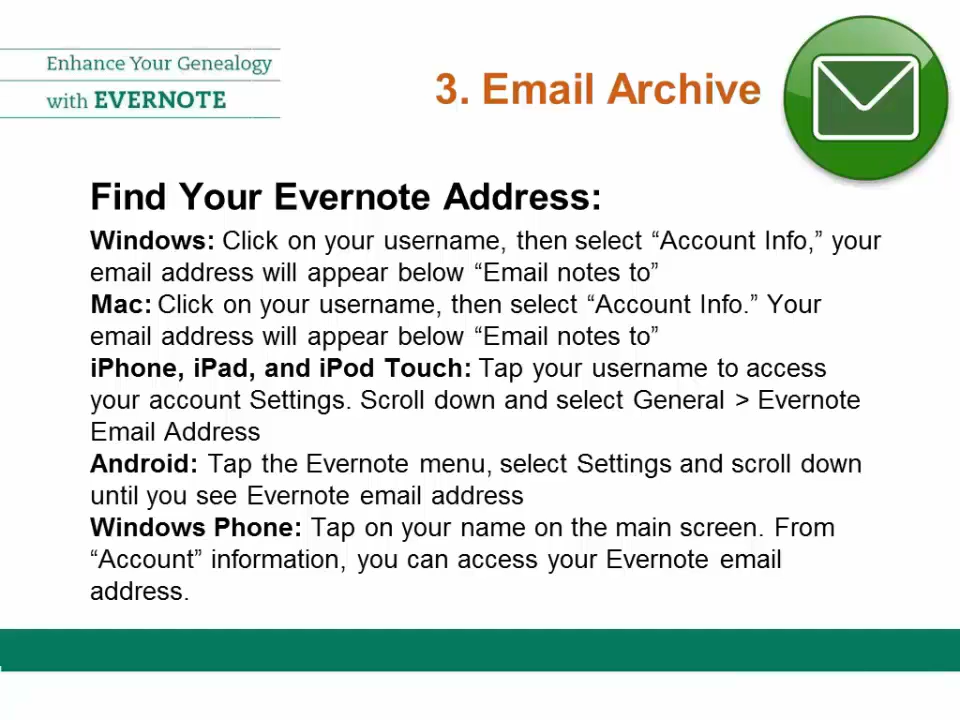 Enhance Your Genealogy
with EVERNOTE
3. Email Archive
Find Your Evernote Address:
Windows: Click on your username, then select “Account Info,” your
email address will appear below “Email notes to”
Mac: Click on your username, then select “Account Info.” Your
email address will appear below “Email notes to”
iPhone, iPad, and iPod Touch: Tap your username to access
your account Settings. Scroll down and select General > Evernote
Email Address
Android: Tap the Evernote menu, select Settings and scroll down
until you see Evernote email address
Windows Phone: Tap on your name on the main screen. From
“Account” information, you can access your Evernote email
address.